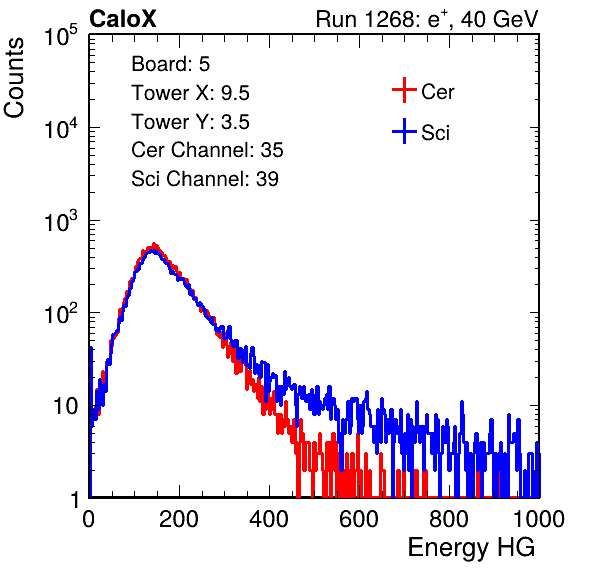 CaloX Run 1268: e⁺, 40 GeV
Board: 5
Tower X: 9.5
Tower Y: 3.5
Cer Channel: 35
Sci Channel: 39
Cer
Sci
Counts
10⁵
10⁴
10³
10²
10
1
0 200 400 600 800 1000
Energy HG